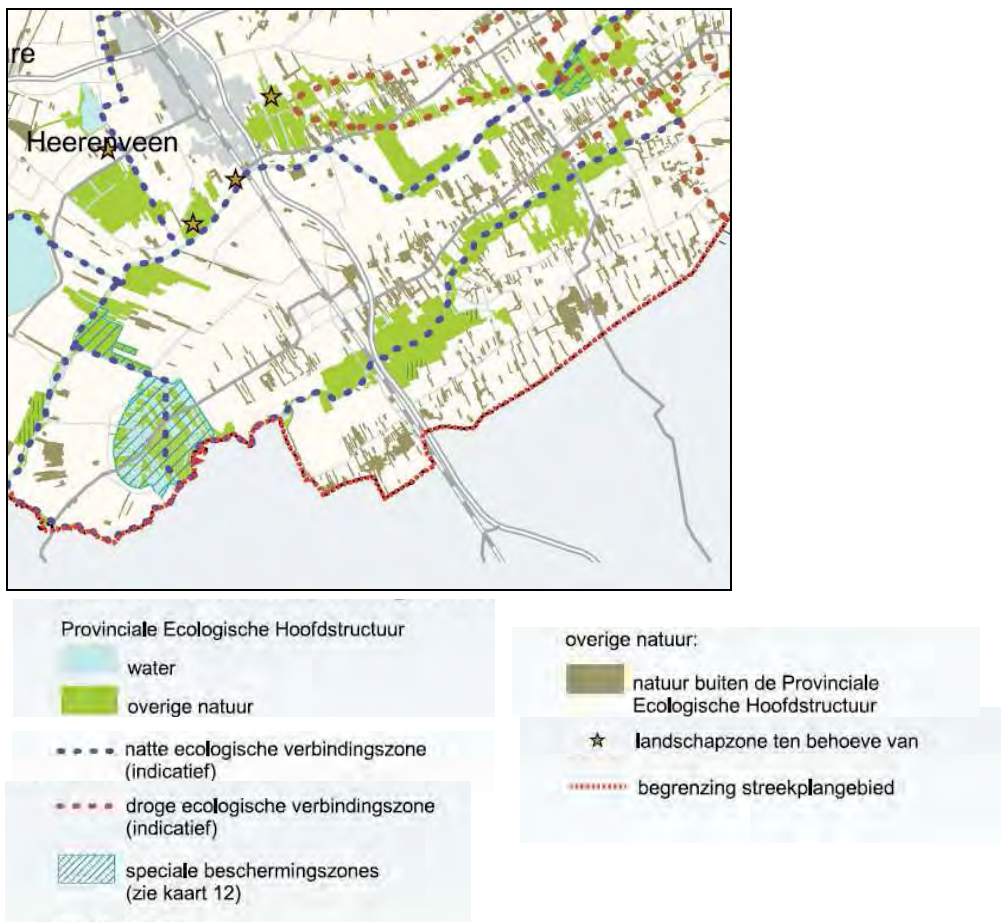 re
Heerenveen
Provinciale Ecologische Hoofdstructuur
water
overige natuur
natte ecologische verbindingszone
(indicatief)
droge ecologische verbindingszone
(indicatief)
speciale beschermingszones
(zie kaart 12)
overige natuur:
natuur buiten de Provinciale
Ecologische Hoofdstructuur
landschapzone ten behoeve van
begrenzing streekplangebied